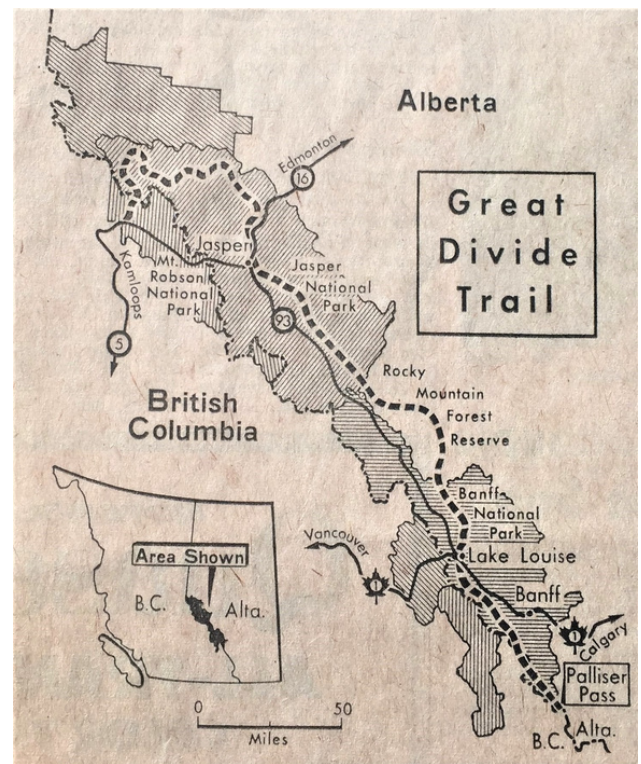 Alberta
Edmonton
16
Great
Divide
Trail
Jasper
Mt.
Robson
National
Park
Kamloops
5
Jasper
National
Park
93
Rocky
Mountain
Forest
Reserve
British
Columbia
Banff
National
Park
Vancouver
1
Lake Louise
Banff
1
Calgary
Palliser
Pass
B.C. Alta.
Area Shown
B.C. Alta.
0 50
Miles